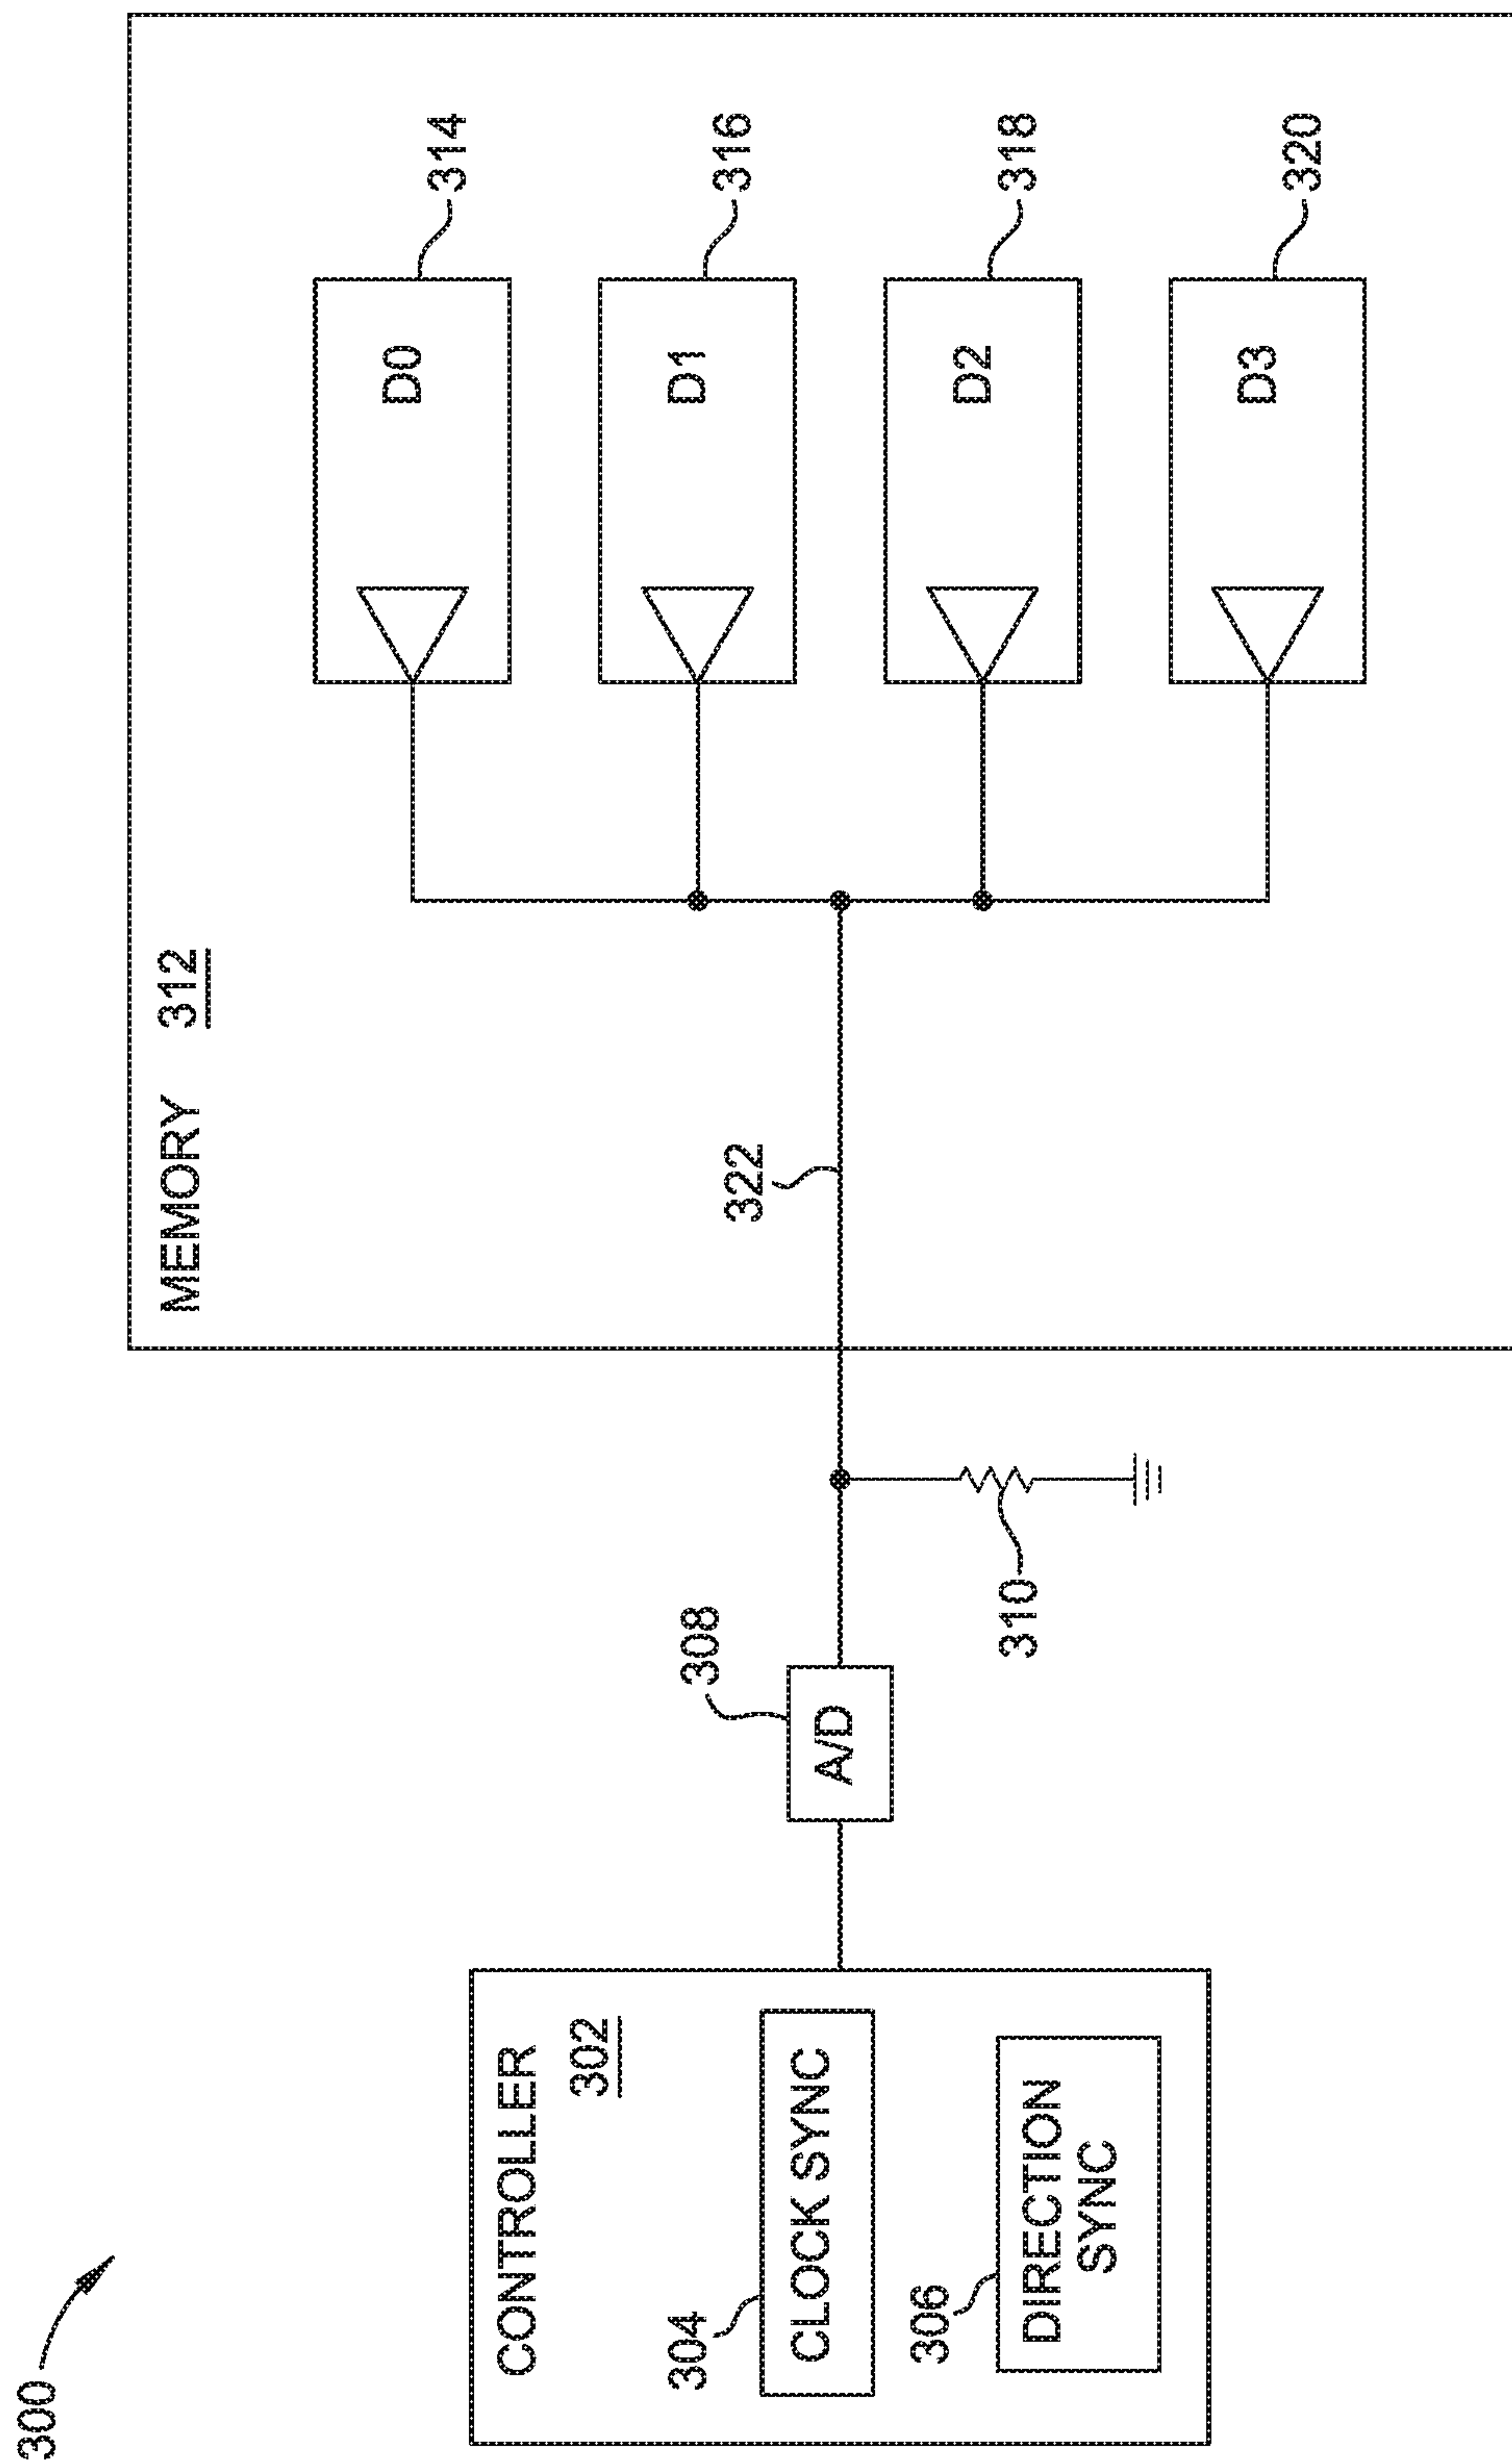 300
CONTROLLER
302
304
CLOCK SYNC
306
DIRECTION
SYNC
308
A/D
310
MEMORY 312
322
D0
314
D1
316
D2
318
D3
320